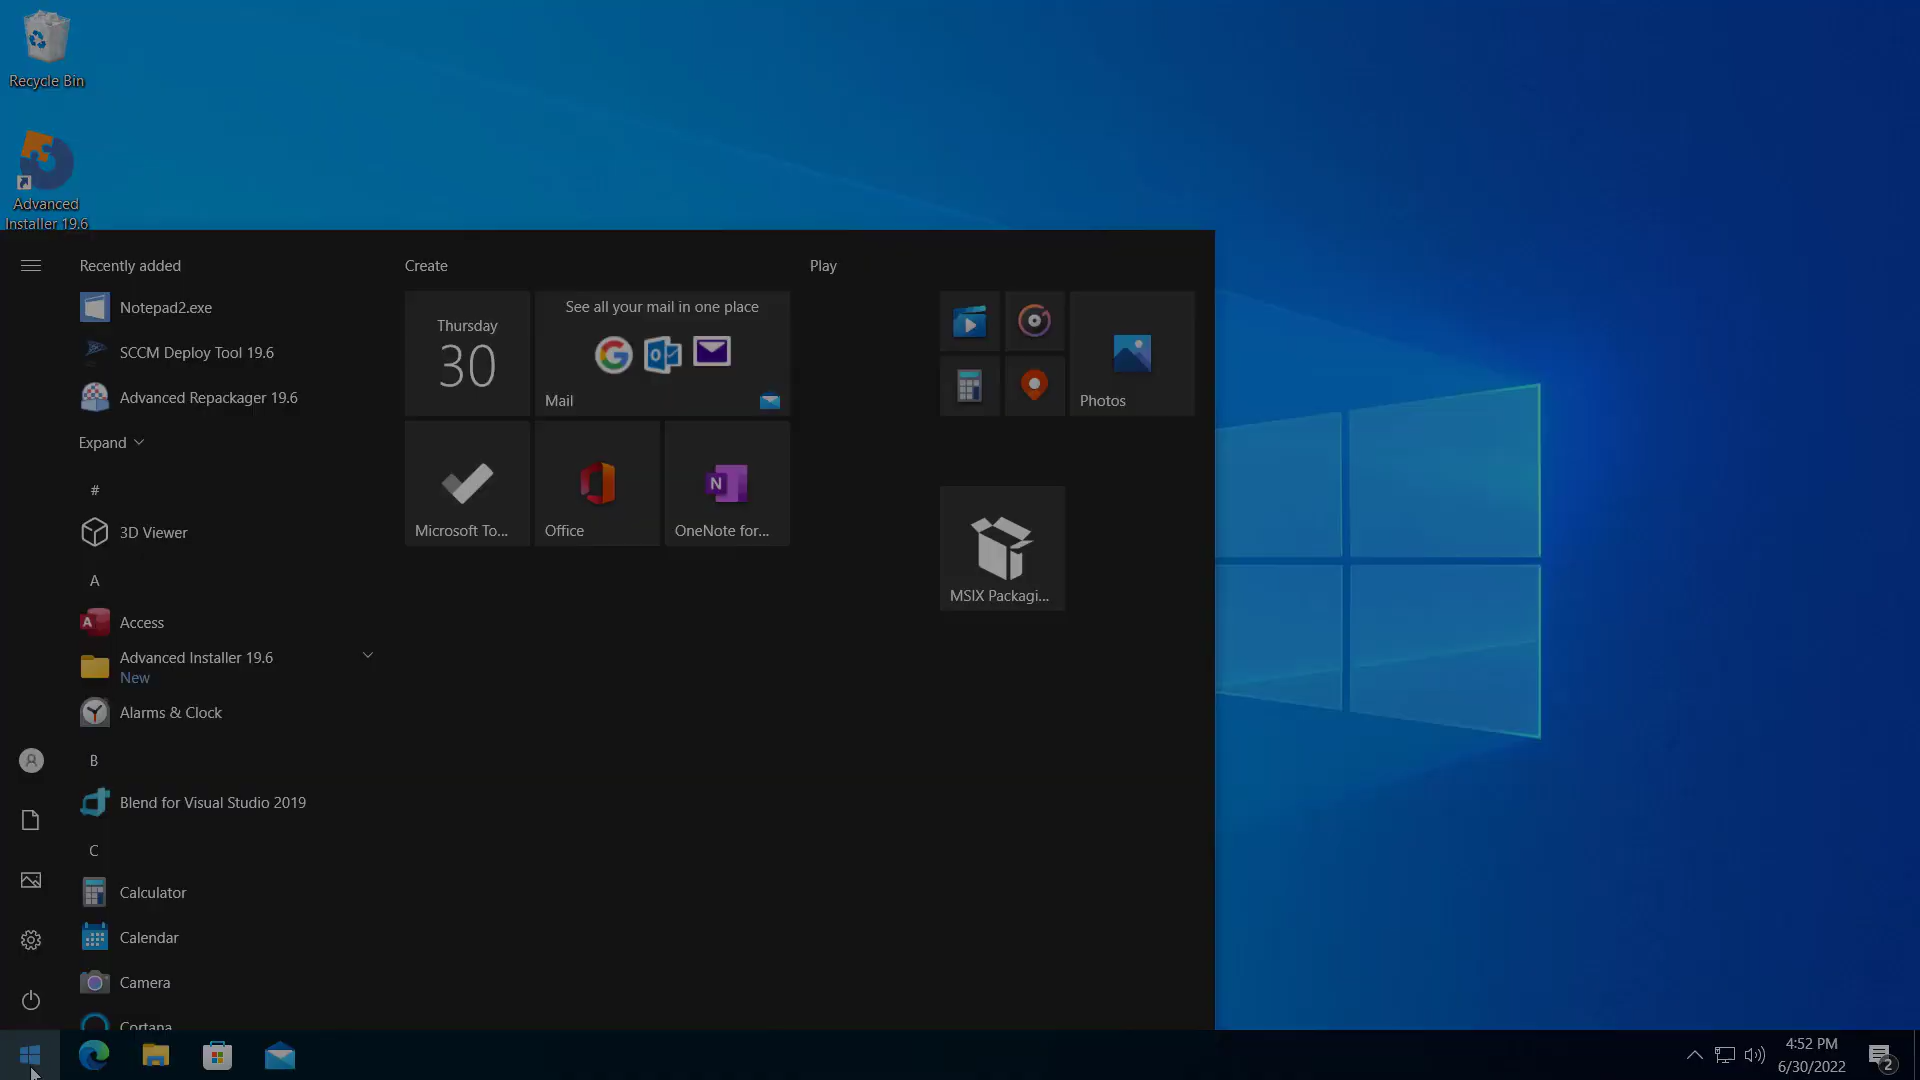 Recycle Bin
Advanced
Installer 19.6
Recently added
Notepad2.exe
SCCM Deploy Tool 19.6
Advanced Repackager 19.6
Expand
#
3D Viewer
A
Access
Advanced Installer 19.6
New
Alarms & Clock
B
Blend for Visual Studio 2019
C
Calculator
Calendar
Camera
Cortana
Create
Thursday
30
See all your mail in one place
Mail
Microsoft To...
Office
OneNote for...
Play
Photos
MSIX Packagi...
4:52 PM
6/30/2022
2